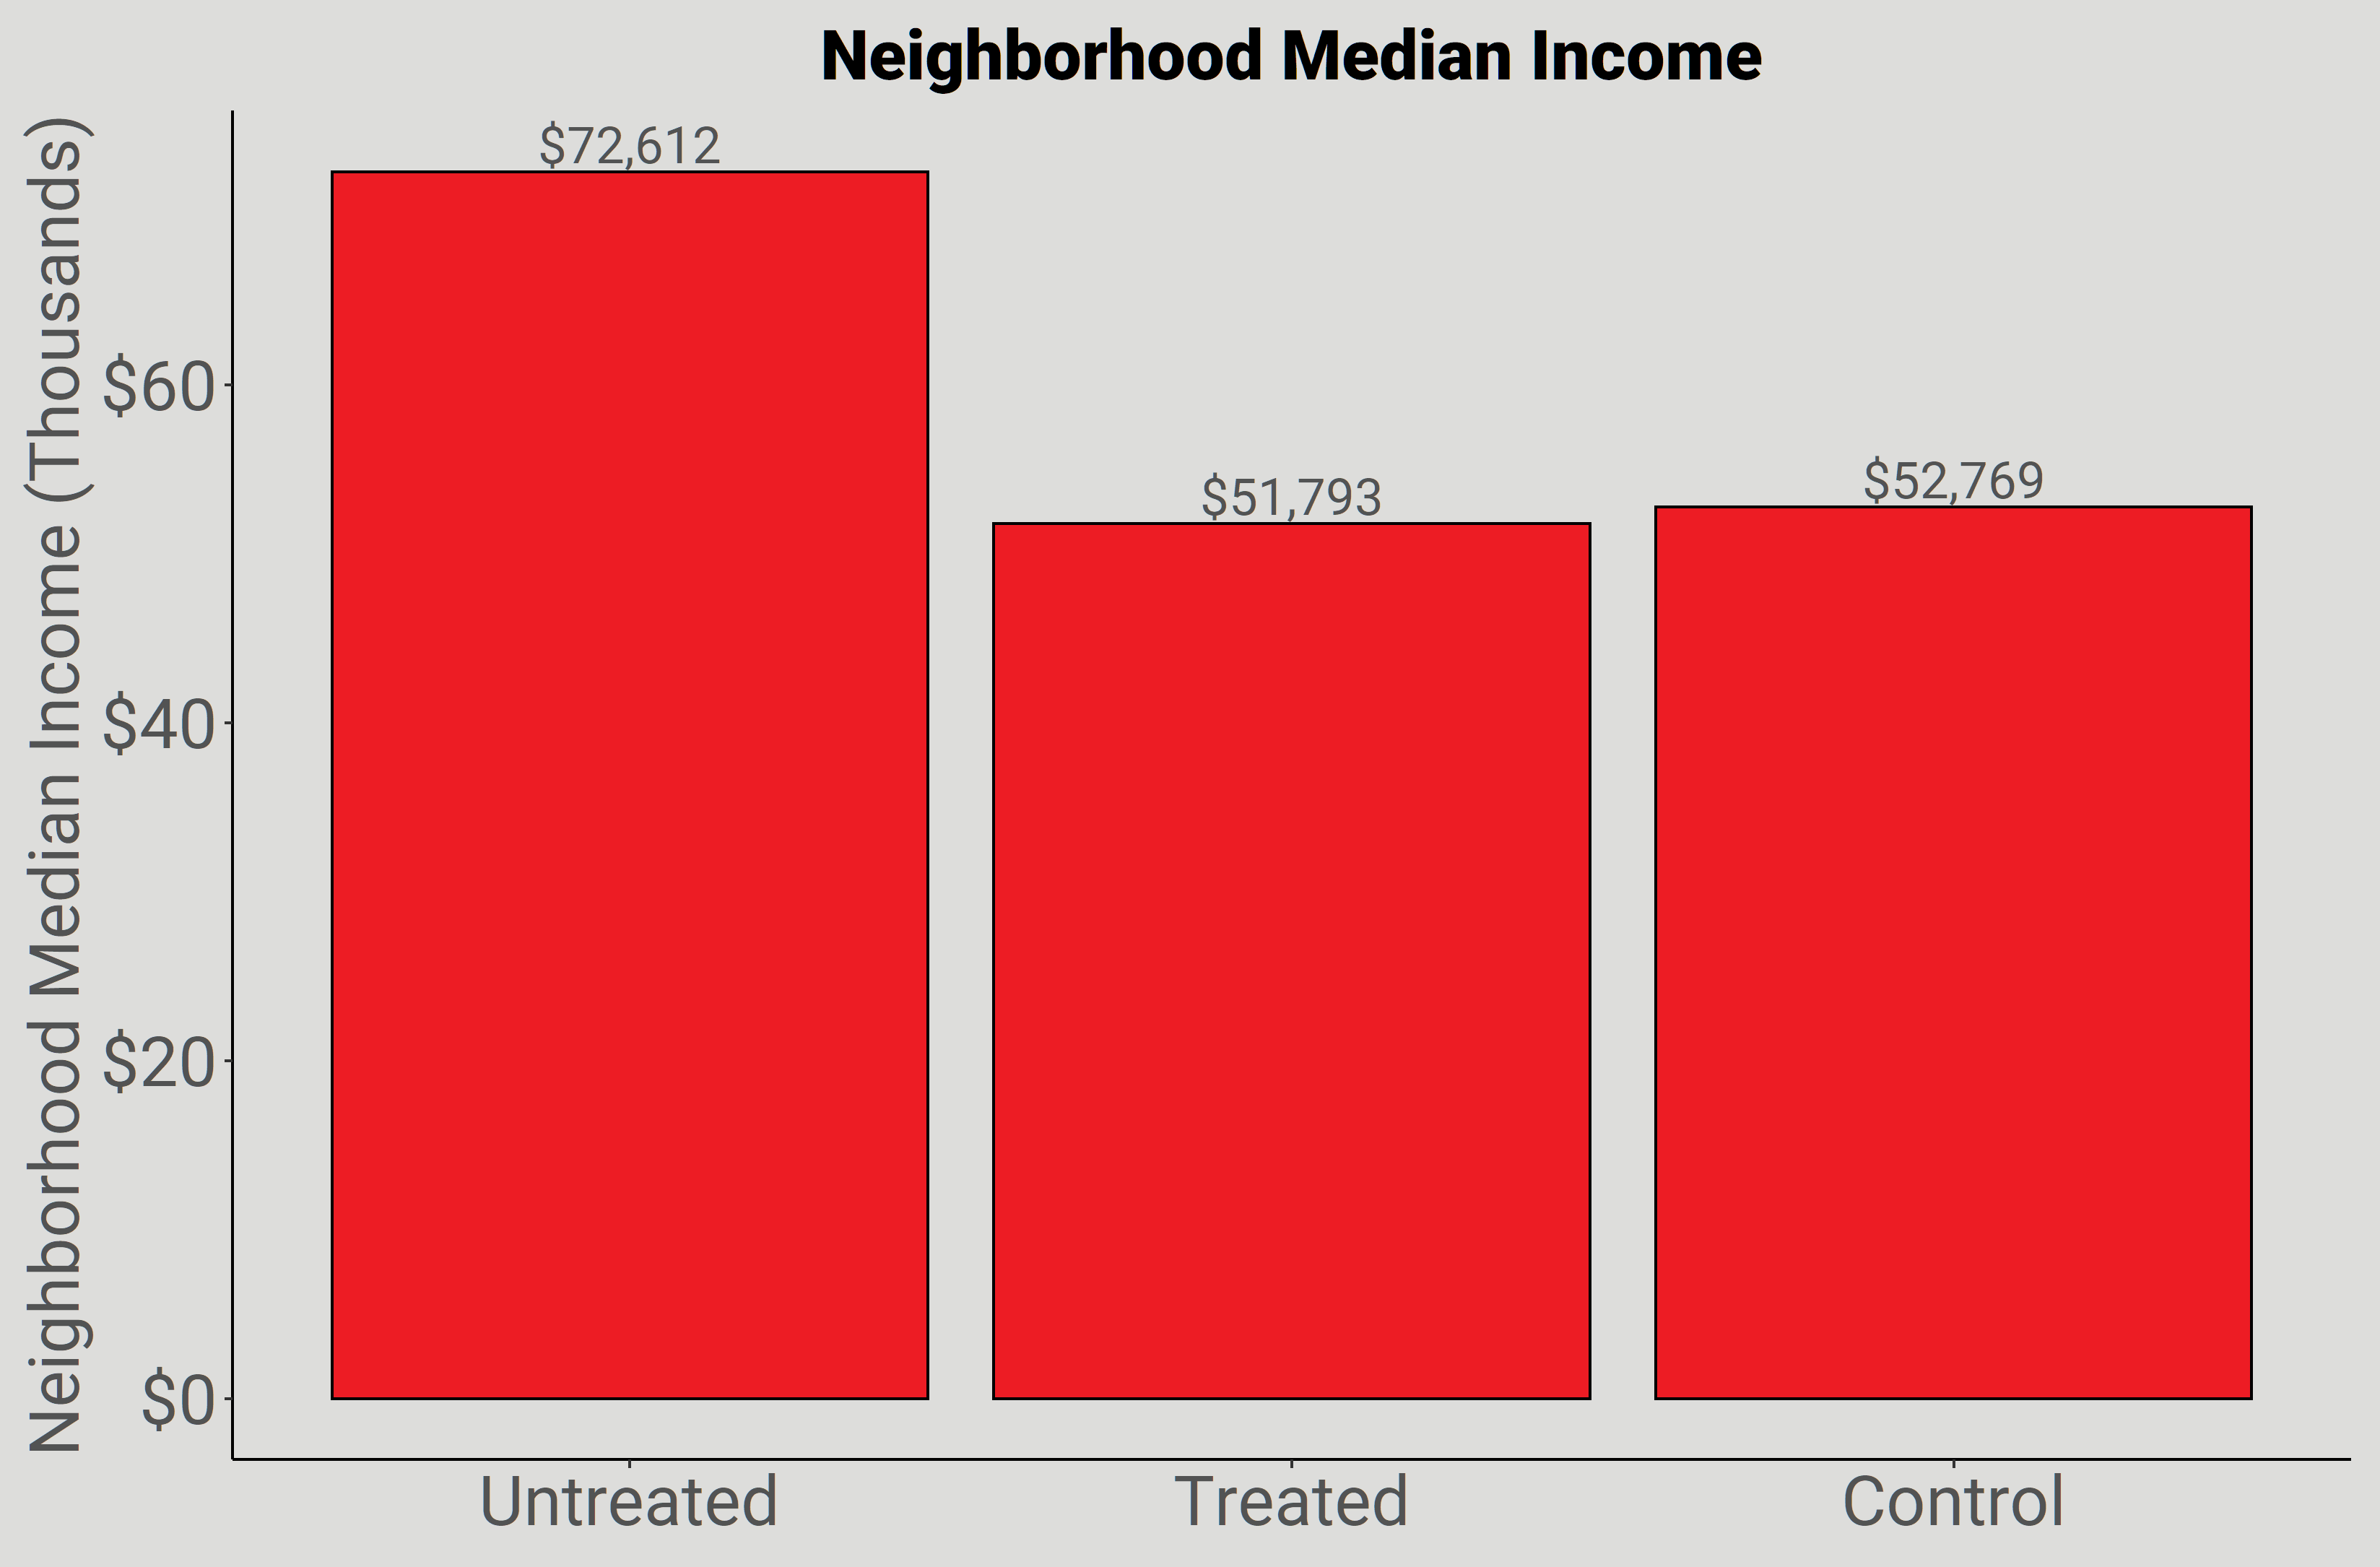 Neighborhood Median Income
Neighborhood Median Income (Thousands)
$72,612
$51,793
$52,769
$60
$40
$20
$0
Untreated
Treated
Control